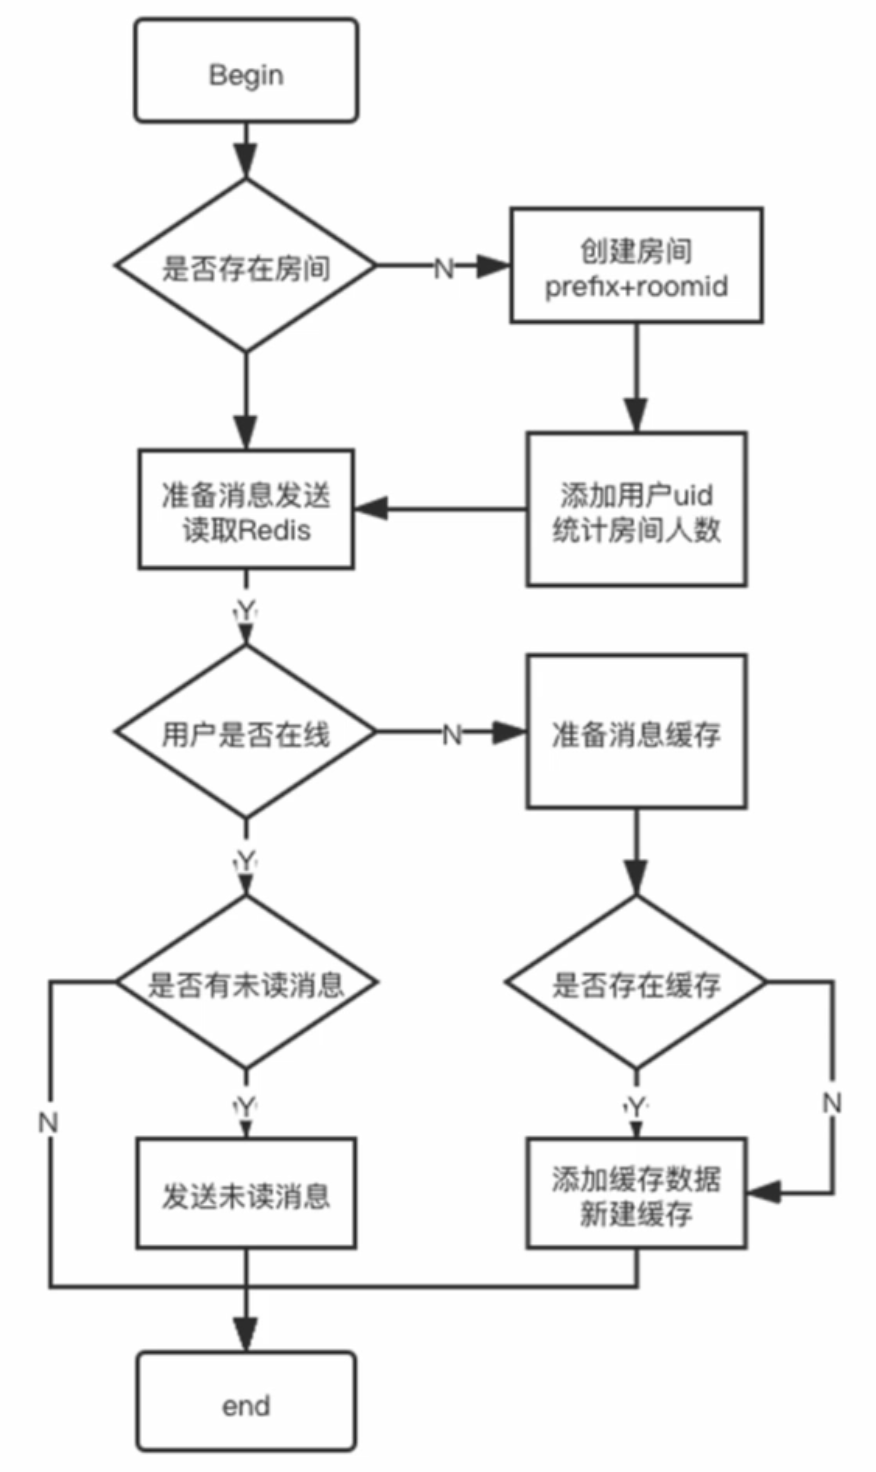 Begin
是否存在房间
N
创建房间
prefix+roomid
准备消息发送
读取Redis
添加用户uid
统计房间人数
Y
用户是否在线
N
准备消息缓存
Y
是否有未读消息
是否存在缓存
N
Y
Y
N
发送未读消息
添加缓存数据
新建缓存
end